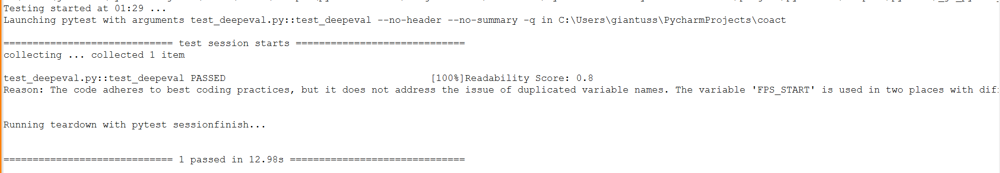 Testing started at 01:29 ...
Launching pytest with arguments test_deepeval.py::test_deepeval --no-header --no-summary -q in C:\Users\giantuss\PycharmProjects\coact
============================= test session starts =============================
collecting ... collected 1 item
test_deepeval.py::test_deepeval PASSED                                   [100%]Readability Score: 0.8
Reason: The code adheres to best coding practices, but it does not address the issue of duplicated variable names. The variable 'FPS_START' is used in two places with
Running teardown with pytest sessionfinish...
============================= 1 passed in 12.98s ==============================